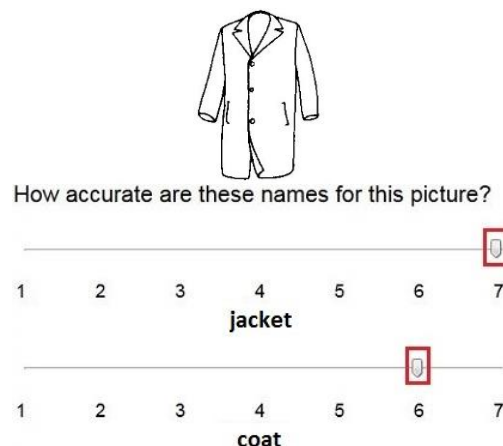 How accurate are these names for this picture?
1 2 3 4 5 6 7
jacket
1 2 3 4 5 6 7
coat